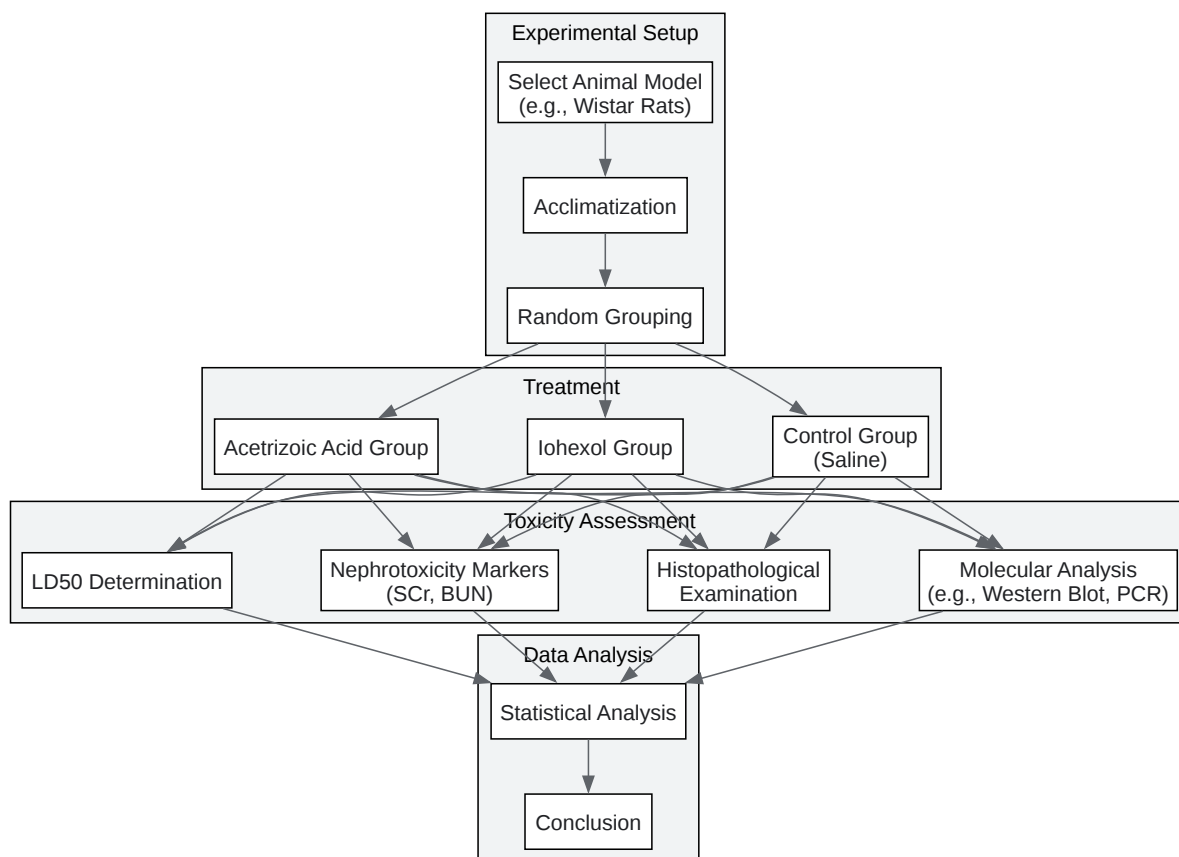 Experimental Setup
Select Animal Model
(e.g., Wistar Rats)
Acclimatization
Random Grouping
Treatment
Acetrizoic Acid Group
Iohexol Group
Control Group
(Saline)
Toxicity Assessment
LD50 Determination
Nephrotoxicity Markers
(SCr, BUN)
Histopathological
Examination
Molecular Analysis
(e.g., Western Blot, PCR)
Data Analysis
Statistical Analysis
Conclusion